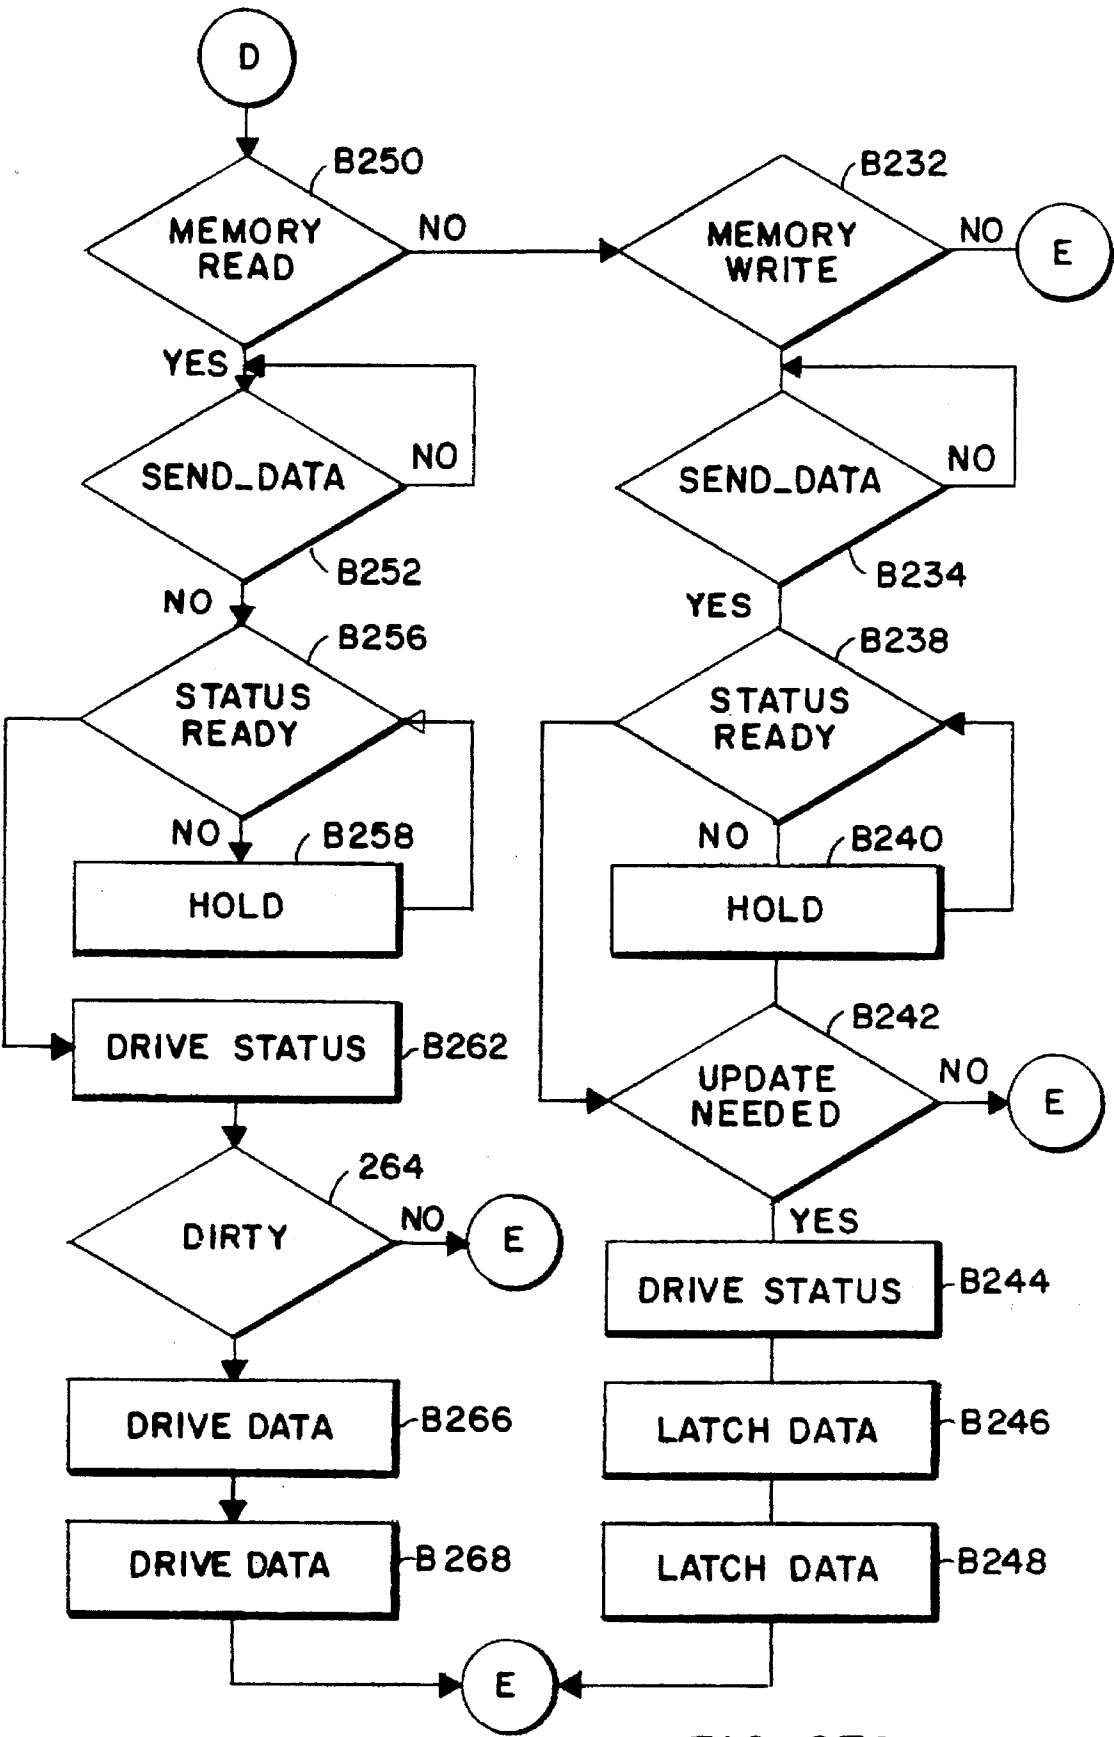 D
B250
MEMORY
READ
NO
B232
MEMORY
WRITE
NO
E
YES
SEND_DATA
NO
B252
SEND_DATA
NO
B234
NO
YES
B256
STATUS
READY
B238
STATUS
READY
NO
B258
HOLD
NO
B240
HOLD
DRIVE STATUS
B262
B242
UPDATE
NEEDED
NO
E
264
DIRTY
NO
E
YES
DRIVE STATUS
B244
DRIVE DATA
B266
LATCH DATA
B246
DRIVE DATA
B268
LATCH DATA
B248
E